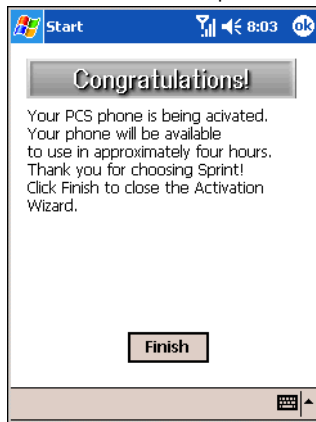 Start 8:03 ok
Congratulations!
Your PCS phone is being acivated.
Your phone will be available
to use in approximately four hours.
Thank you for choosing Sprint!
Click Finish to close the Activation
Wizard.
Finish